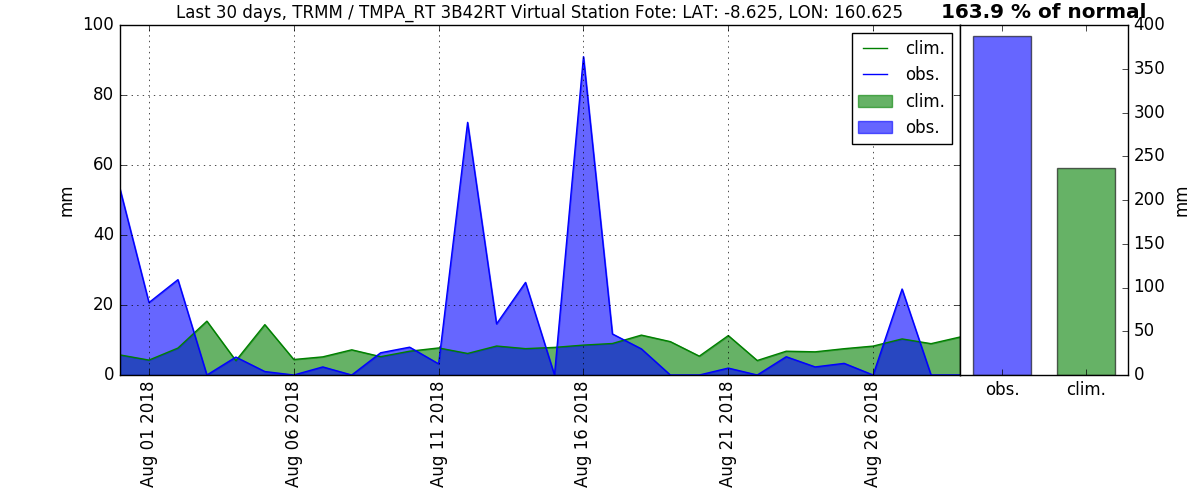 Last 30 days, TRMM / TMPA_RT 3B42RT Virtual Station Fote: LAT: -8.625, LON: 160.625
163.9 % of normal
100
80
60
40
20
0
mm
clim.
obs.
clim.
obs.
Aug 01 2018
Aug 06 2018
Aug 11 2018
Aug 16 2018
Aug 21 2018
Aug 26 2018
400
350
300
250
200
150
100
50
0
mm
obs.
clim.